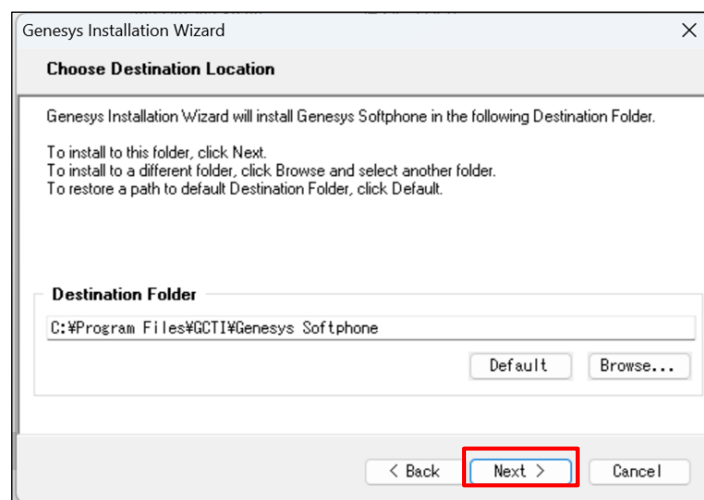 Genesys Installation Wizard
Choose Destination Location
Genesys Installation Wizard will install Genesys Softphone in the following Destination Folder.
To install to this folder, click Next.
To install to a different folder, click Browse and select another folder.
To restore a path to default Destination Folder, click Default.
Destination Folder
C:¥Program Files¥GCTI¥Genesys Softphone
Default Browse...
< Back Next > Cancel